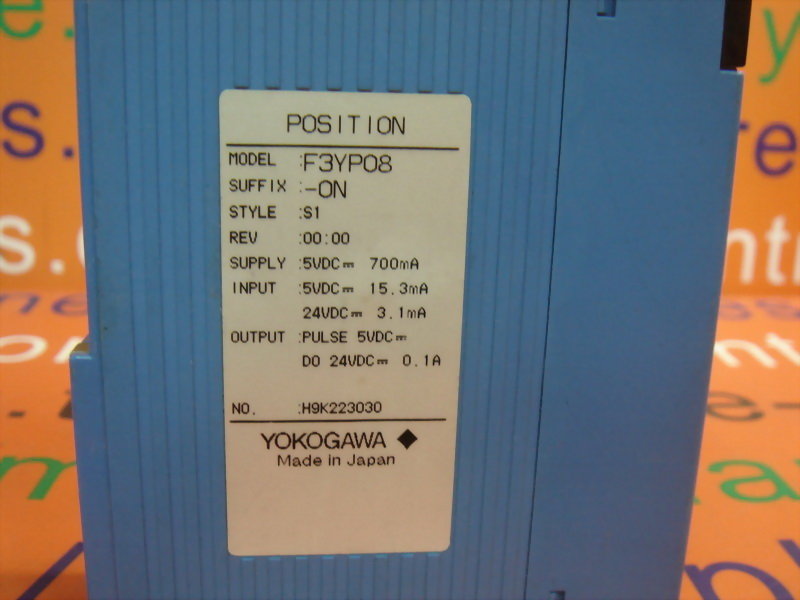 POSITION
MODEL :F3YP08
SUFFIX :-0N
STYLE :S1
REV :00:00
SUPPLY :5VDC⎓ 700mA
INPUT :5VDC⎓ 15.3mA
24VDC⎓ 3.1mA
OUTPUT :PULSE 5VDC⎓
DO 24VDC⎓ 0.1A
NO. :H9K223030
YOKOGAWA ◆
Made in Japan